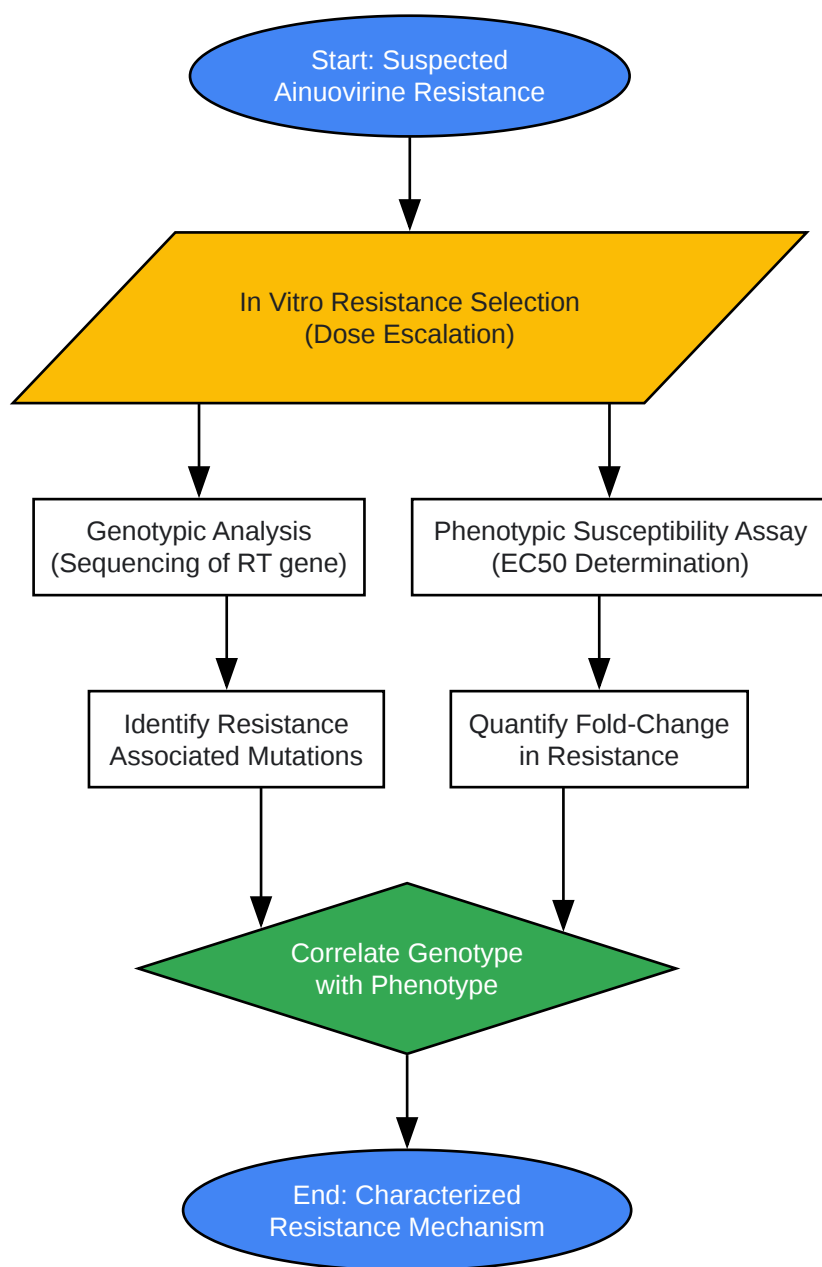 Start: Suspected
Ainuovirine Resistance
In Vitro Resistance Selection
(Dose Escalation)
Genotypic Analysis
(Sequencing of RT gene)
Phenotypic Susceptibility Assay
(EC50 Determination)
Identify Resistance
Associated Mutations
Quantify Fold-Change
in Resistance
Correlate Genotype
with Phenotype
End: Characterized
Resistance Mechanism